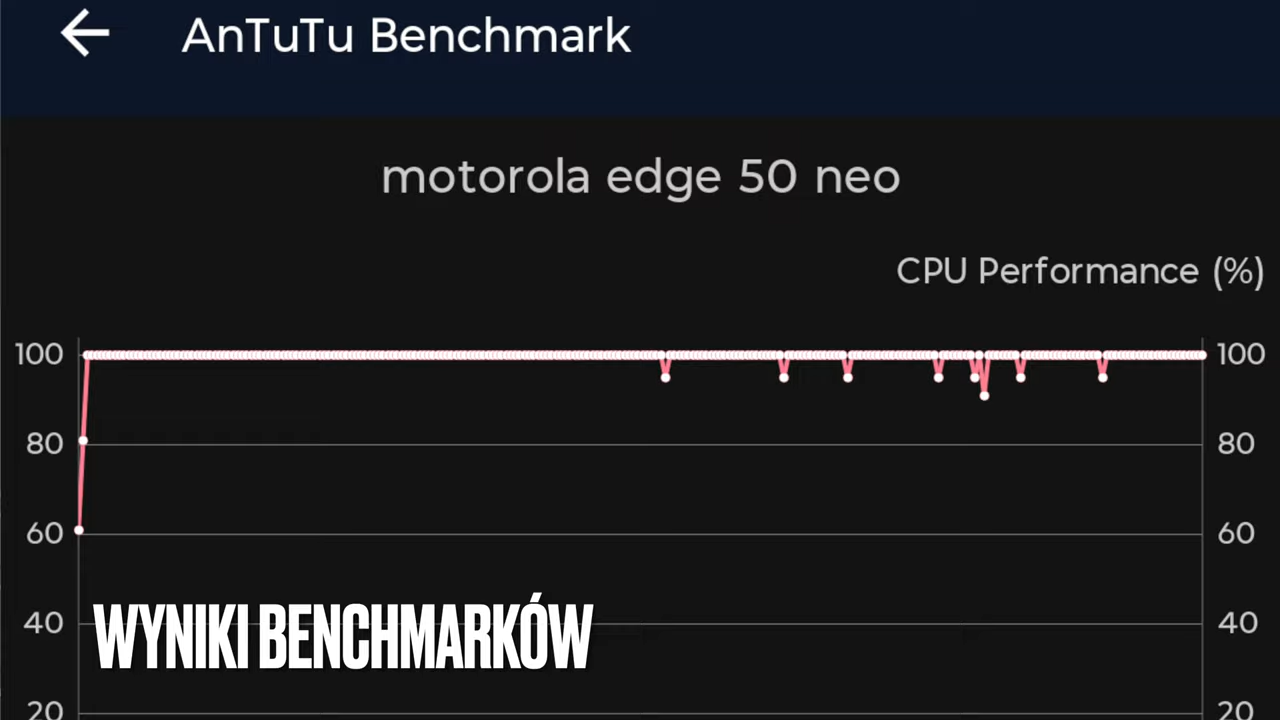 AnTuTu Benchmark
motorola edge 50 neo
CPU Performance (%)
100 100
80 80
60 60
40 40
WYNIKI BENCHMARKÓW
20 20